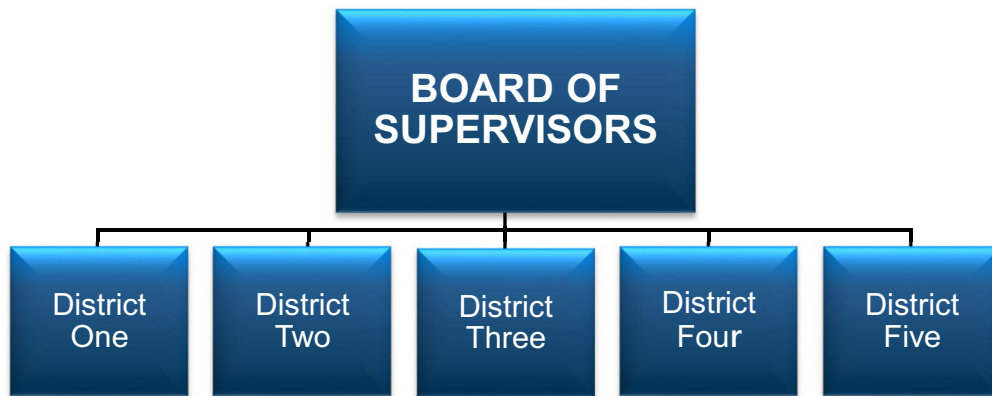 BOARD OF
SUPERVISORS
District
One
District
Two
District
Three
District
Four
District
Five